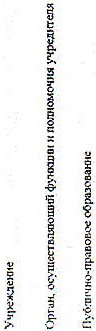 Учреждение
Орган, осуществляющий функции и полномочия учредителя
Публично-правовое образование